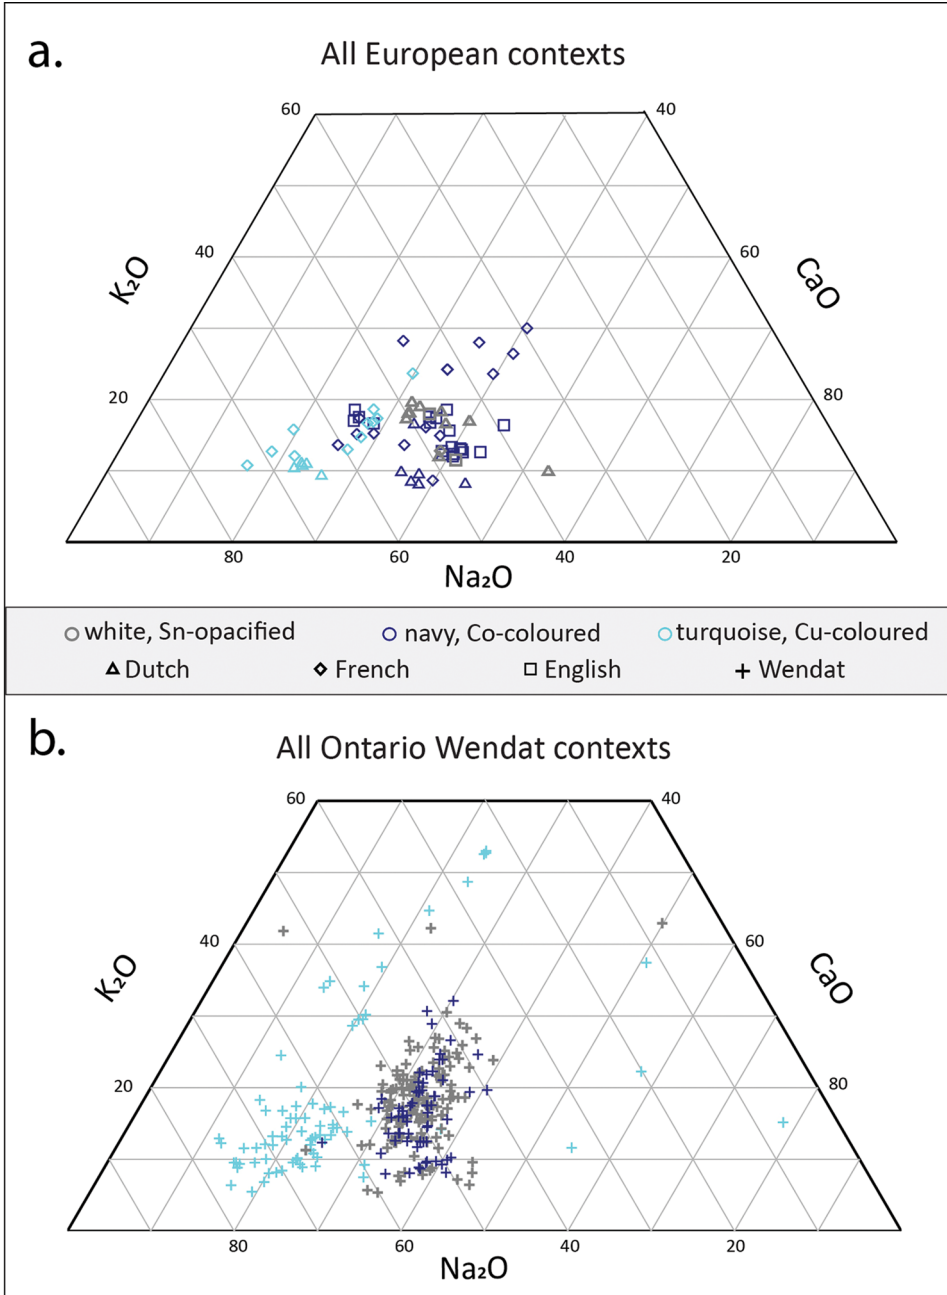 a.
All European contexts
60
40
K₂O
40
60
CaO
20
80
80
60
40
20
Na₂O
white, Sn-opacified
navy, Co-coloured
turquoise, Cu-coloured
Dutch
French
English
Wendat
b.
All Ontario Wendat contexts
60
40
K₂O
40
60
CaO
20
80
80
60
40
20
Na₂O